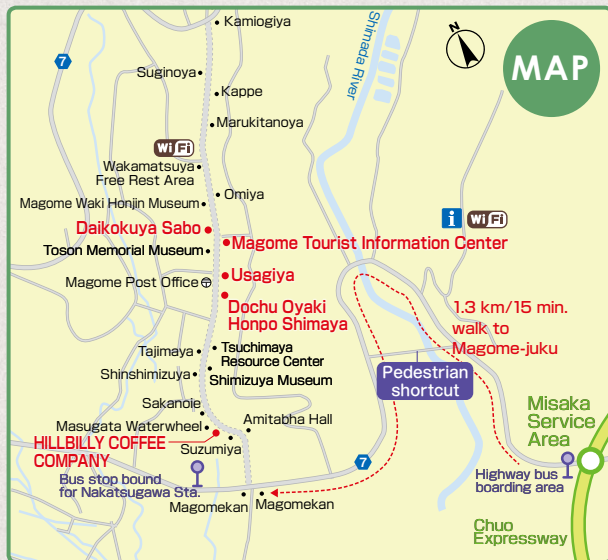 Kamiogiya
N
MAP
Shimada River
7
Suginoya
Kappe
Marukitanoya
Wi Fi
Wakamatsuya
Free Rest Area
Omiya
Magome Waki Honjin Museum
i Wi Fi
Daikokuya Sabo
Magome Tourist Information Center
Toson Memorial Museum
Usagiya
Magome Post Office
Dochu Oyaki
Honpo Shimaya
1.3 km/15 min.
walk to
Magome-juku
Tajimaya
Tsuchimaya
Resource Center
Shinshimizuya
Shimizuya Museum
Pedestrian
shortcut
Sakanoie
Masugata Waterwheel
Amitabha Hall
HILLBILLY COFFEE
COMPANY
Suzumiya
Misaka
Service
Area
Bus stop bound
for Nakatsugawa Sta.
7
Highway bus
boarding area
Magomekan
Magomekan
Chuo
Expressway